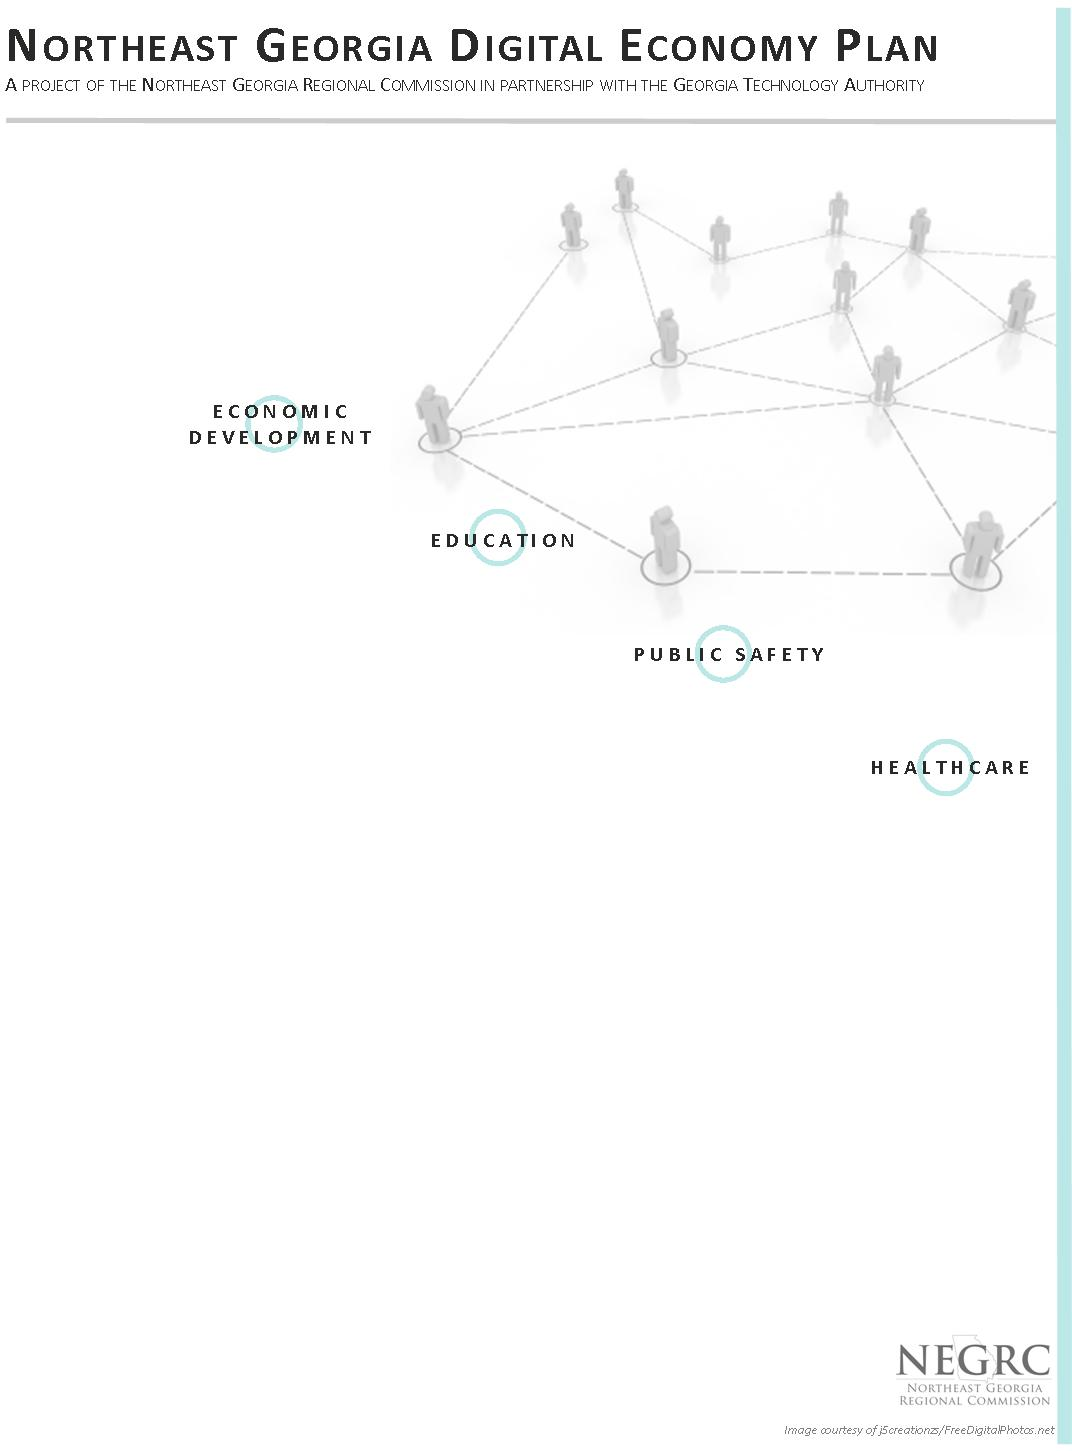 NORTHEAST GEORGIA DIGITAL ECONOMY PLAN
A PROJECT OF THE NORTHEAST GEORGIA REGIONAL COMMISSION IN PARTNERSHIP WITH THE GEORGIA TECHNOLOGY AUTHORITY
ECONOMIC
DEVELOPMENT
EDUCATION
PUBLIC SAFETY
HEALTHCARE
NEGRC
NORTHEAST GEORGIA
REGIONAL COMMISSION
Image courtesy of jscreationzs/FreeDigitalPhotos.net